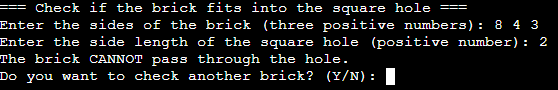 === Check if the brick fits into the square hole ===
Enter the sides of the brick (three positive numbers): 8 4 3
Enter the side length of the square hole (positive number): 2
The brick CANNOT pass through the hole.
Do you want to check another brick? (Y/N):